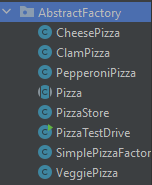 AbstractFactory
CheesePizza
ClamPizza
PepperoniPizza
Pizza
PizzaStore
PizzaTestDrive
SimplePizzaFactor
VeggiePizza